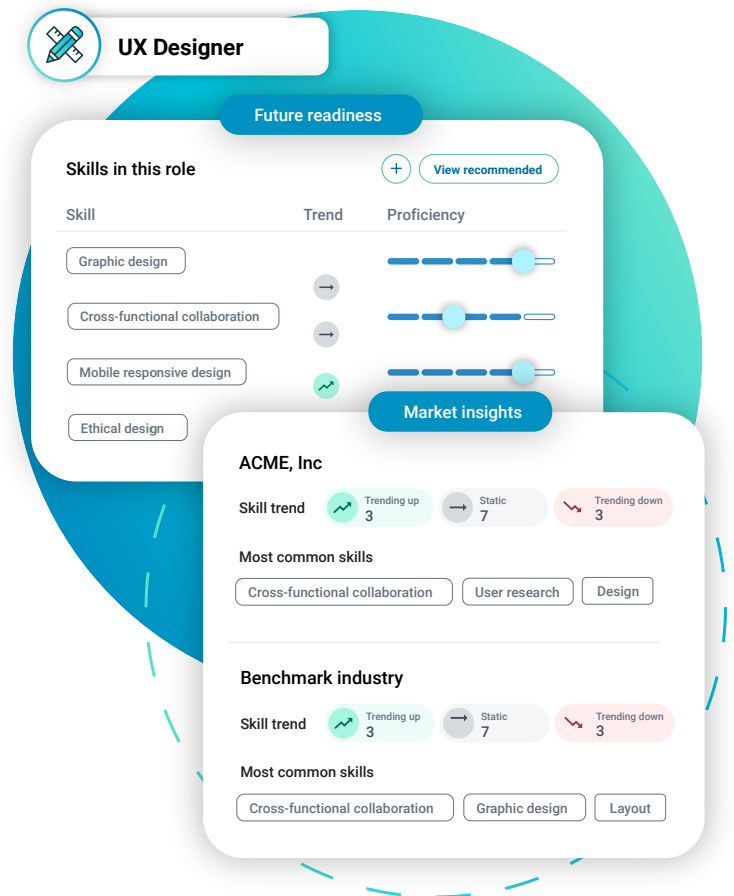 UX Designer
Future readiness
Skills in this role
View recommended
Skill Trend Proficiency
Graphic design
Cross-functional collaboration
Mobile responsive design
Ethical design
Market insights
ACME, Inc
Skill trend
Trending up
3
Static
7
Trending down
3
Most common skills
Cross-functional collaboration User research Design
Benchmark industry
Skill trend
Trending up
3
Static
7
Trending down
3
Most common skills
Cross-functional collaboration Graphic design Layout